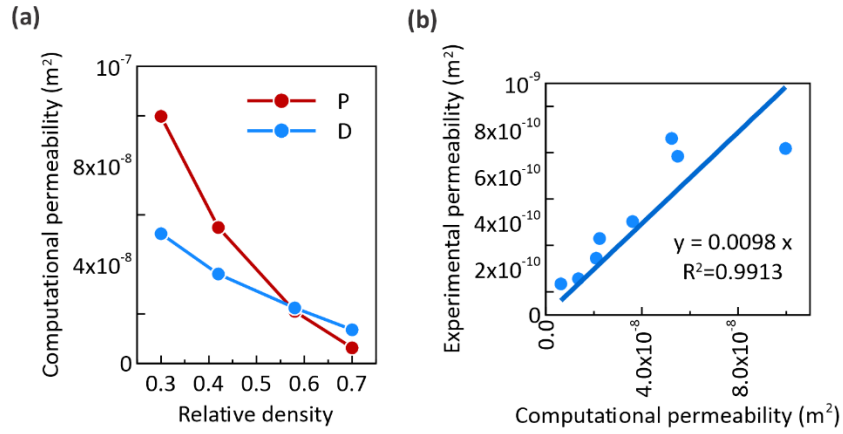 (a)
Computational permeability (m²)
10⁻⁷
8x10⁻⁸
4x10⁻⁸
0
P
D
0.3 0.4 0.5 0.6 0.7
Relative density
(b)
Experimental permeability (m²)
10⁻⁹
8x10⁻¹⁰
6x10⁻¹⁰
4x10⁻¹⁰
2x10⁻¹⁰
0
y = 0.0098 x
R²=0.9913
0.0
4.0x10⁻⁸
8.0x10⁻⁸
Computational permeability (m²)